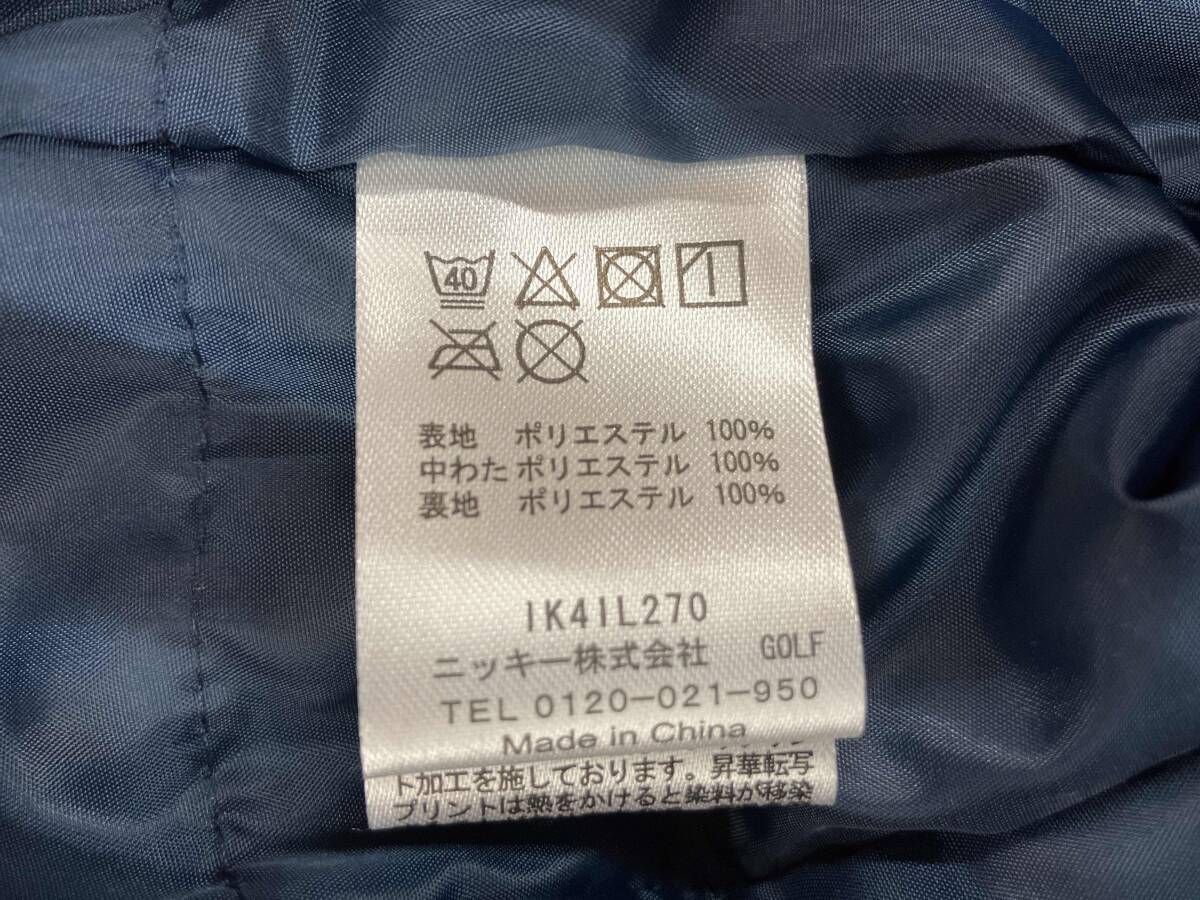 40
表地 ポリエステル 100%
中わた ポリエステル 100%
裏地 ポリエステル 100%
IK41L270
ニッキー株式会社 GOLF
TEL 0120-021-950
Made in China
ト加工を施しております。昇華転写
プリントは熱をかけると染料が移染